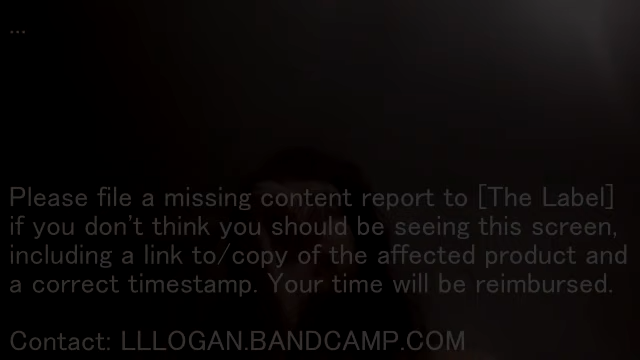 ...
Please file a missing content report to [The Label]
if you don't think you should be seeing this screen,
including a link to/copy of the affected product and
a correct timestamp. Your time will be reimbursed.
Contact: LLLOGAN.BANDCAMP.COM